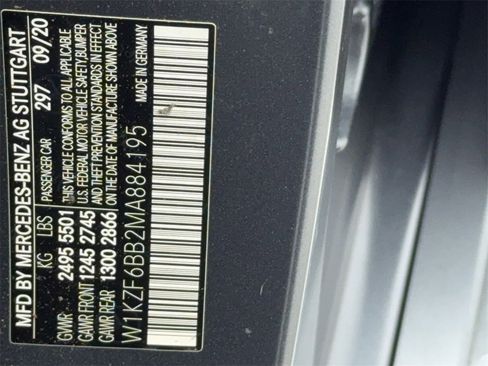 MFD BY MERCEDES-BENZ AG STUTTGART
KG LBS PASSENGER CAR 297 09/20
GVWR 2495 5501
GAWR FRONT 1245 2745
GAWR REAR 1300 2866
THIS VEHICLE CONFORMS TO ALL APPLICABLE
FEDERAL MOTOR VEHICLE SAFETY,BUMPER
AND THEFT PREVENTION STANDARDS IN EFFECT
ON THE DATE OF MANUFACTURE SHOWN ABOVE
MADE IN GERMANY
W1KZF6BB2MA884195